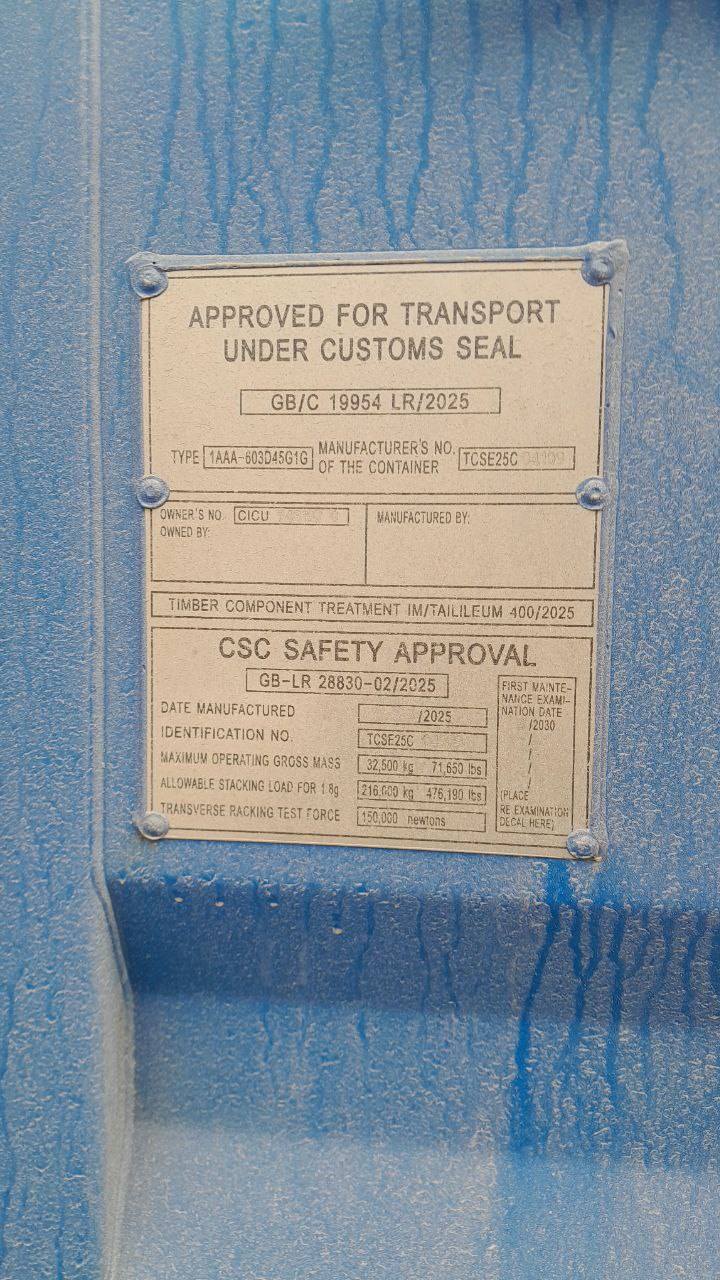 APPROVED FOR TRANSPORT
UNDER CUSTOMS SEAL
GB/C 19954 LR/2025
TYPE 1AAA-603D45G1G
MANUFACTURER'S NO.
OF THE CONTAINER
TCSE25C
OWNER'S NO. CICU
OWNED BY:
MANUFACTURED BY:
TIMBER COMPONENT TREATMENT IM/TAILILEUM 400/2025
CSC SAFETY APPROVAL
GB-LR 28830-02/2025
DATE MANUFACTURED /2025
IDENTIFICATION NO. TCSE25C
MAXIMUM OPERATING GROSS MASS 32,500 kg 71,650 lbs
ALLOWABLE STACKING LOAD FOR 1.8g 216,000 kg 476,190 lbs
TRANSVERSE RACKING TEST FORCE 150,000 newtons
FIRST MAINTE-
NANCE EXAMI-
NATION DATE
/2030
/
/
/
/
(PLACE
RE EXAMINATION
DECAL HERE)